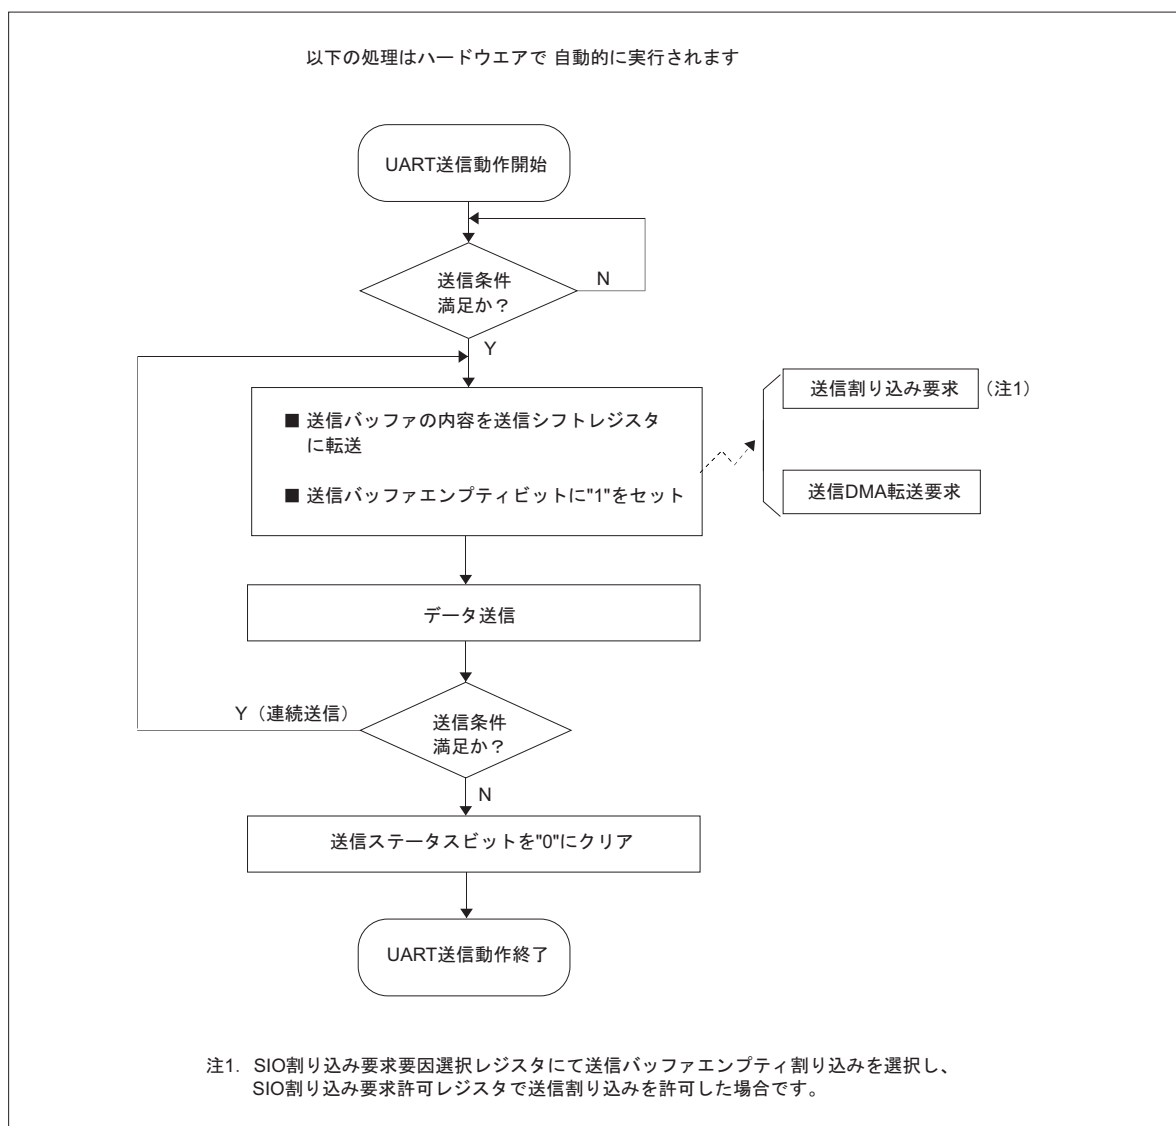 以下の処理はハードウエアで 自動的に実行されます
UART送信動作開始
送信条件
満足か？
N
Y
■ 送信バッファの内容を送信シフトレジスタ
に転送
■ 送信バッファエンプティビットに"1"をセット
送信割り込み要求
（注1）
送信DMA転送要求
データ送信
Y（連続送信）
送信条件
満足か？
N
送信ステータスビットを"0"にクリア
UART送信動作終了
注1. SIO割り込み要求要因選択レジスタにて送信バッファエンプティ割り込みを選択し、
SIO割り込み要求許可レジスタで送信割り込みを許可した場合です。